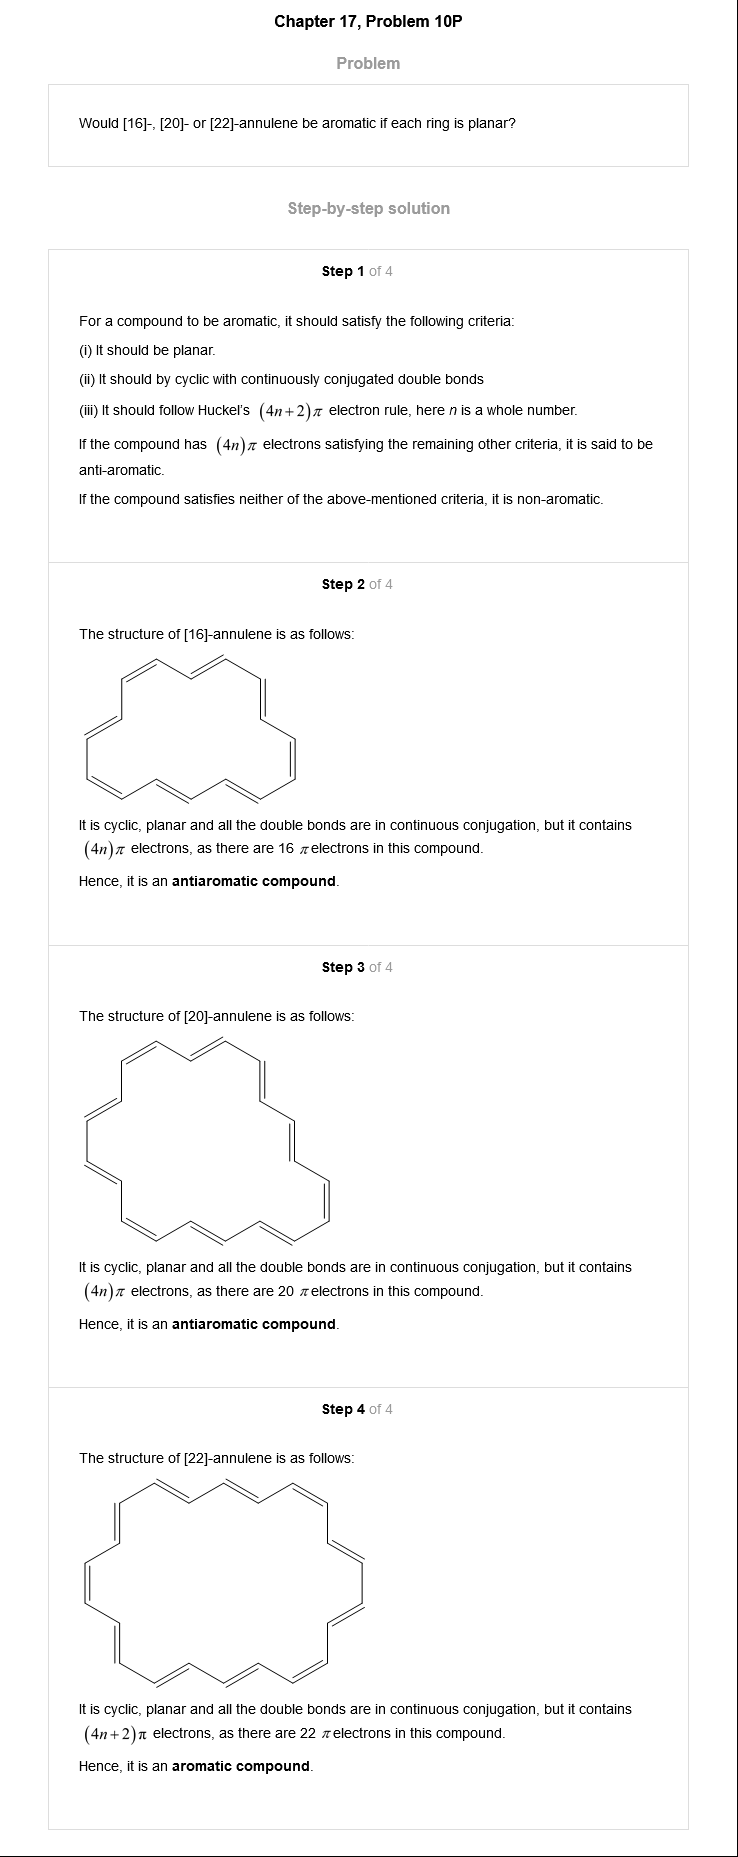 Chapter 17, Problem 10P
Problem
Would [16]-, [20]- or [22]-annulene be aromatic if each ring is planar?
Step-by-step solution
Step 1 of 4
For a compound to be aromatic, it should satisfy the following criteria:
(i) It should be planar.
(ii) It should by cyclic with continuously conjugated double bonds
(iii) It should follow Huckel's (4n+2)π electron rule, here n is a whole number.
If the compound has (4n)π electrons satisfying the remaining other criteria, it is said to be
anti-aromatic.
If the compound satisfies neither of the above-mentioned criteria, it is non-aromatic.
Step 2 of 4
The structure of [16]-annulene is as follows:
It is cyclic, planar and all the double bonds are in continuous conjugation, but it contains
(4n)π electrons, as there are 16 π electrons in this compound.
Hence, it is an antiaromatic compound.
Step 3 of 4
The structure of [20]-annulene is as follows:
It is cyclic, planar and all the double bonds are in continuous conjugation, but it contains
(4n)π electrons, as there are 20 π electrons in this compound.
Hence, it is an antiaromatic compound.
Step 4 of 4
The structure of [22]-annulene is as follows:
It is cyclic, planar and all the double bonds are in continuous conjugation, but it contains
(4n+2)π electrons, as there are 22 π electrons in this compound.
Hence, it is an aromatic compound.